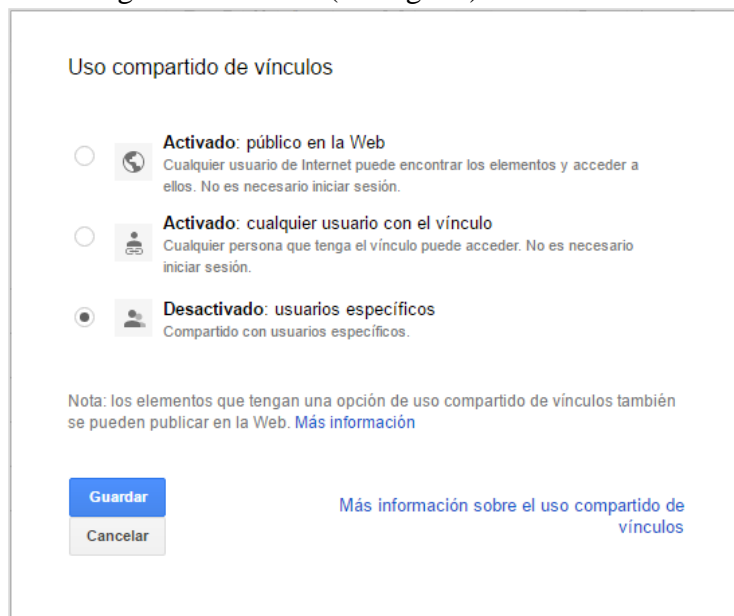 Uso compartido de vínculos
Activado: público en la Web
Cualquier usuario de Internet puede encontrar los elementos y acceder a
ellos. No es necesario iniciar sesión.
Activado: cualquier usuario con el vínculo
Cualquier persona que tenga el vínculo puede acceder. No es necesario
iniciar sesión.
Desactivado: usuarios específicos
Compartido con usuarios específicos.
Nota: los elementos que tengan una opción de uso compartido de vínculos también
se pueden publicar en la Web. Más información
Guardar
Cancelar
Más información sobre el uso compartido de
vínculos